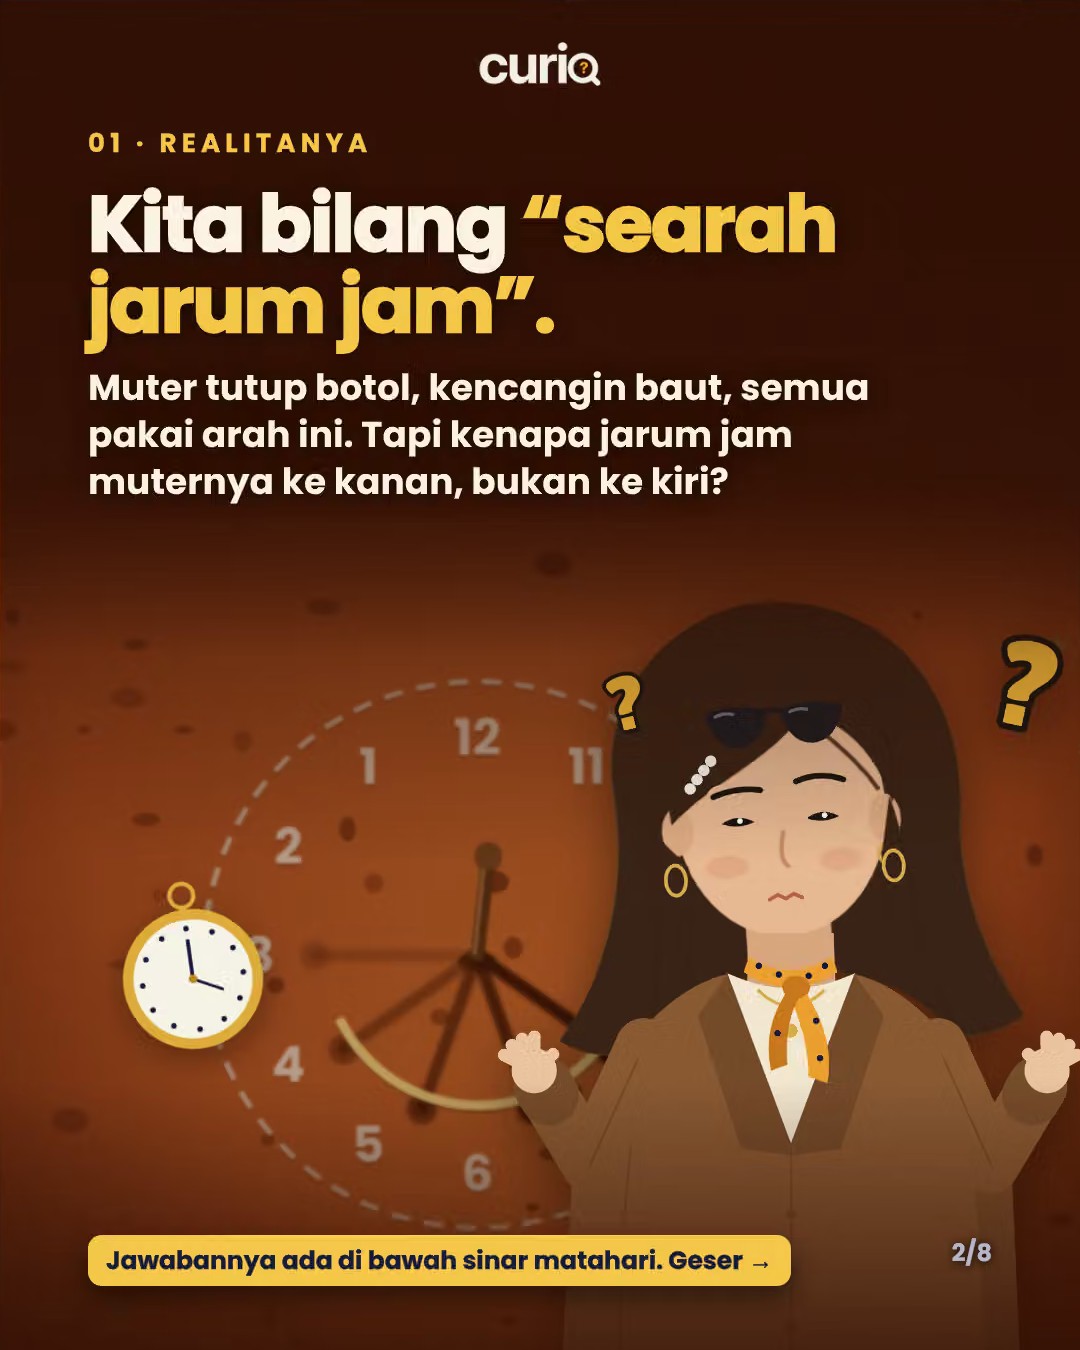 curiq
01 · REALITANYA
Kita bilang “searah
jarum jam”.
Muter tutup botol, kencangin baut, semua
pakai arah ini. Tapi kenapa jarum jam
muternya ke kanan, bukan ke kiri?
?
?
12
1
11
2
3
4
5
6
Jawabannya ada di bawah sinar matahari. Geser →
2/8